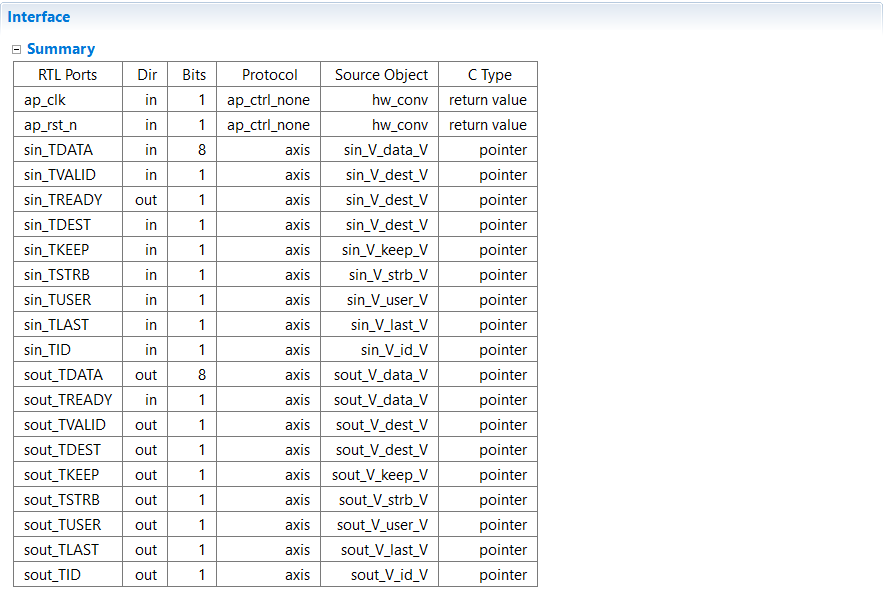 Interface
Summary
RTL Ports Dir Bits Protocol Source Object C Type
ap_clk in 1 ap_ctrl_none hw_conv return value
ap_rst_n in 1 ap_ctrl_none hw_conv return value
sin_TDATA in 8 axis sin_V_data_V pointer
sin_TVALID in 1 axis sin_V_dest_V pointer
sin_TREADY out 1 axis sin_V_dest_V pointer
sin_TDEST in 1 axis sin_V_dest_V pointer
sin_TKEEP in 1 axis sin_V_keep_V pointer
sin_TSTRB in 1 axis sin_V_strb_V pointer
sin_TUSER in 1 axis sin_V_user_V pointer
sin_TLAST in 1 axis sin_V_last_V pointer
sin_TID in 1 axis sin_V_id_V pointer
sout_TDATA out 8 axis sout_V_data_V pointer
sout_TREADY in 1 axis sout_V_data_V pointer
sout_TVALID out 1 axis sout_V_dest_V pointer
sout_TDEST out 1 axis sout_V_dest_V pointer
sout_TKEEP out 1 axis sout_V_keep_V pointer
sout_TSTRB out 1 axis sout_V_strb_V pointer
sout_TUSER out 1 axis sout_V_user_V pointer
sout_TLAST out 1 axis sout_V_last_V pointer
sout_TID out 1 axis sout_V_id_V pointer